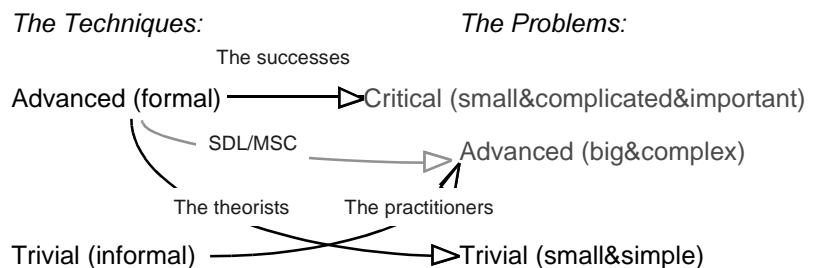 The Techniques: The Problems:
The successes
Advanced (formal) Critical (small&complicated&important)
SDL/MSC
Advanced (big&complex)
The theorists The practitioners
Trivial (informal) Trivial (small&simple)